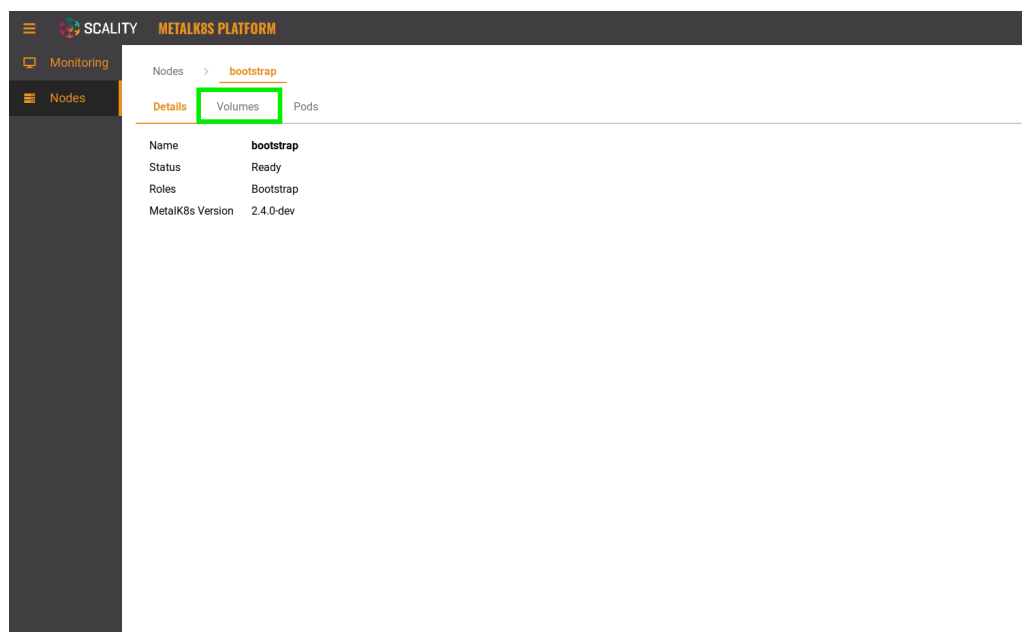 SCALITY METALK8S PLATFORM
Monitoring
Nodes
Nodes > bootstrap
Details Volumes Pods
Name bootstrap
Status Ready
Roles Bootstrap
MetalK8s Version 2.4.0-dev